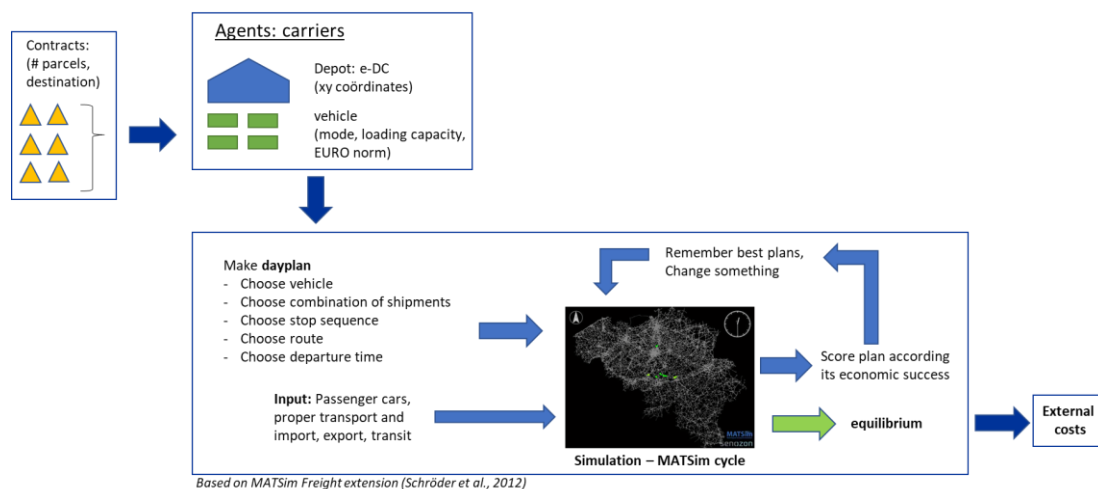 Contracts:
(# parcels,
destination)
Agents: carriers
Depot: e-DC
(xy coördinates)
vehicle
(mode, loading capacity,
EURO norm)
Make dayplan
- Choose vehicle
- Choose combination of shipments
- Choose stop sequence
- Choose route
- Choose departure time
Remember best plans,
Change something
Score plan according
its economic success
Input: Passenger cars,
proper transport and
import, export, transit
MATSim
senozon
equilibrium
External
costs
Simulation – MATSim cycle
Based on MATSim Freight extension (Schröder et al., 2012)